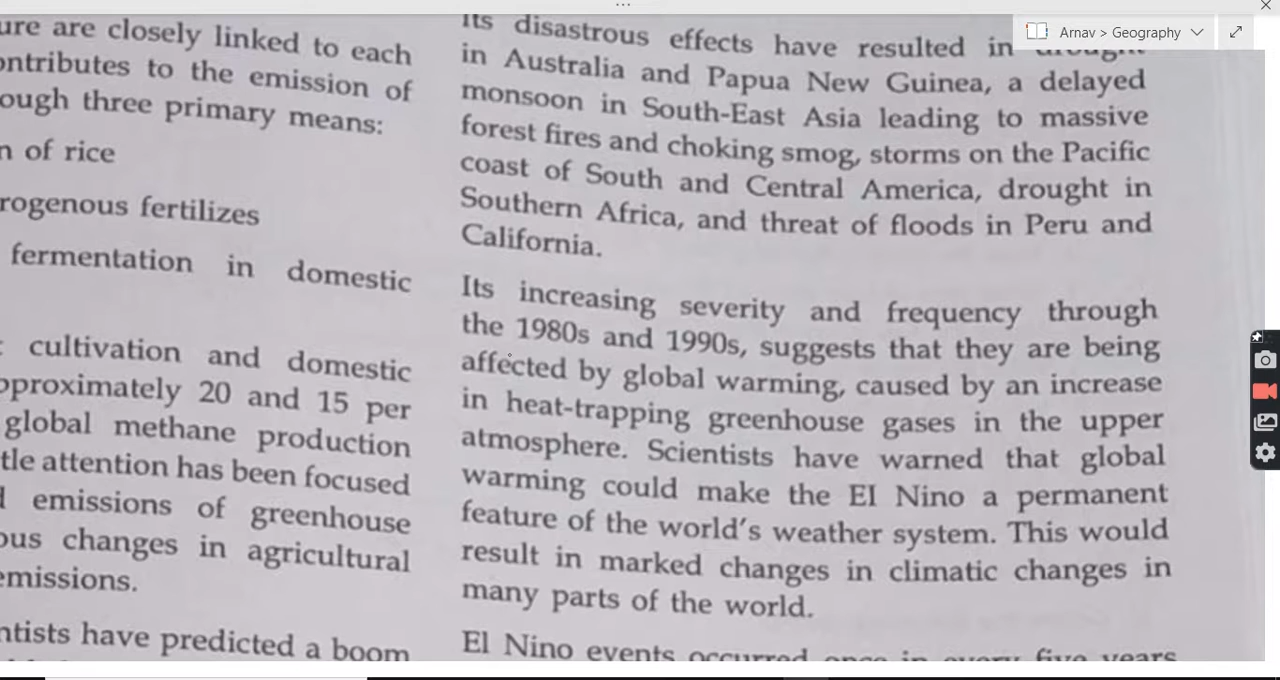 Arnav > Geography
ure are closely linked to each
ontributes to the emission of
ough three primary means:
n of rice
rogenous fertilizes
fermentation in domestic
: cultivation and domestic
pproximately 20 and 15 per
global methane production
tle attention has been focused
l emissions of greenhouse
ous changes in agricultural
emissions.
ntists have predicted a boom
Its disastrous effects have resulted in drought
in Australia and Papua New Guinea, a delayed
monsoon in South-East Asia leading to massive
forest fires and choking smog, storms on the Pacific
coast of South and Central America, drought in
Southern Africa, and threat of floods in Peru and
California.
Its increasing severity and frequency through
the 1980s and 1990s, suggests that they are being
affected by global warming, caused by an increase
in heat-trapping greenhouse gases in the upper
atmosphere. Scientists have warned that global
warming could make the EI Nino a permanent
feature of the world's weather system. This would
result in marked changes in climatic changes in
many parts of the world.
El Nino events occurred once in every five years